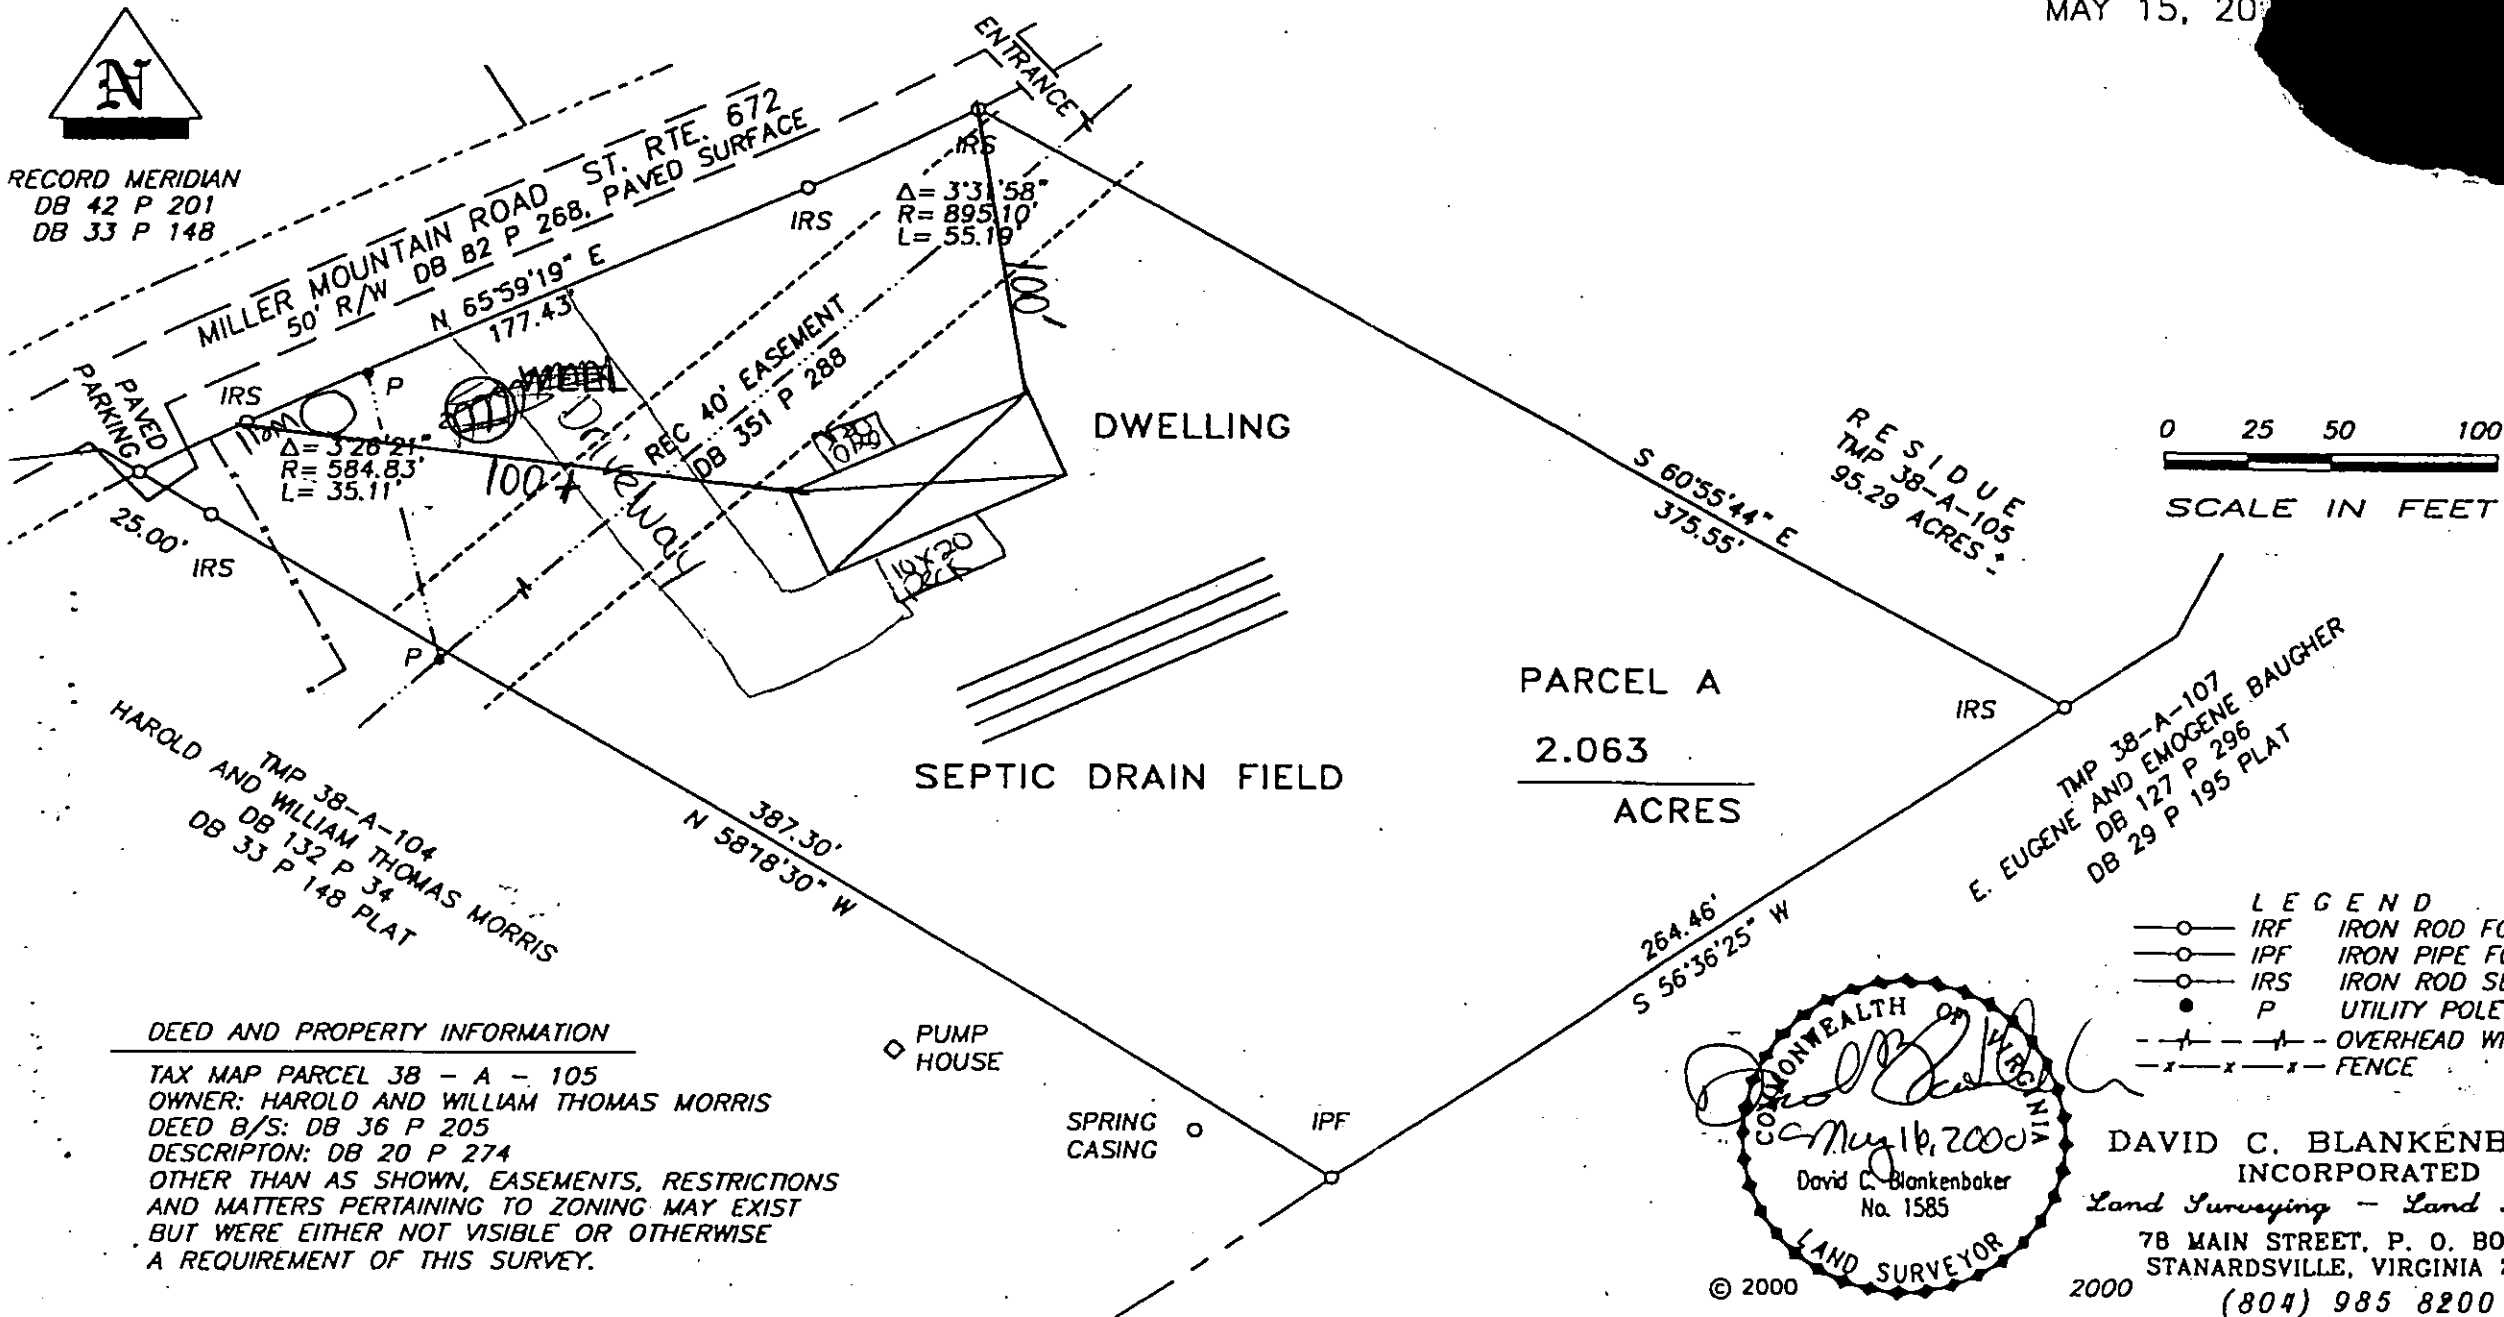 MAY 15, 20
N
RECORD MERIDIAN
DB 42 P 201
DB 33 P 148
ENTRANCE
MILLER MOUNTAIN ROAD ST. RTE. 672
50' R/W DB 82 P 268, PAVED SURFACE
IRS
IRS
Δ= 3°31'58"
R= 895.10'
L= 55.19'
N 65°59'19" E
177.43'
100'
PAVED
PARKING
IRS
P
WELL
REC 40' EASEMENT
DB 351 P 288
Δ= 3°26'21"
R= 584.83'
L= 35.11'
100+
Driveway
DWELLING
25.00'
IRS
P
10x20
Deck
S 60°55'44" E
375.55'
RESIDUE
TMP 38-A-105
95.29 ACRES ±
0 25 50 100
SCALE IN FEET
PARCEL A
2.063
ACRES
IRS
SEPTIC DRAIN FIELD
TMP 38-A-104
HAROLD AND WILLIAM THOMAS MORRIS
DB 132 P 34
DB 33 P 148 PLAT
387.30'
N 58°18'30" W
TMP 38-A-107
E. EUGENE AND EMOGENE BAUGHER
DB 127 P 296
DB 29 P 195 PLAT
264.46'
S 56°36'25" W
LEGEND
IRF IRON ROD FO
IPF IRON PIPE FO
IRS IRON ROD SE
P UTILITY POLE
OVERHEAD WI
x x x FENCE
DEED AND PROPERTY INFORMATION
TAX MAP PARCEL 38 - A - 105
OWNER: HAROLD AND WILLIAM THOMAS MORRIS
DEED B/S: DB 36 P 205
DESCRIPTON: DB 20 P 274
OTHER THAN AS SHOWN, EASEMENTS, RESTRICTIONS
AND MATTERS PERTAINING TO ZONING MAY EXIST
BUT WERE EITHER NOT VISIBLE OR OTHERWISE
A REQUIREMENT OF THIS SURVEY.
PUMP
HOUSE
SPRING
CASING
IPF
COMMONWEALTH OF VIRGINIA
May 16, 2000
David C. Blankenbaker
No. 1585
LAND SURVEYOR
© 2000
2000
DAVID C. BLANKENB
INCORPORATED
Land Surveying - Land
78 MAIN STREET, P. O. BO
STANARDSVILLE, VIRGINIA
(804) 985 8200